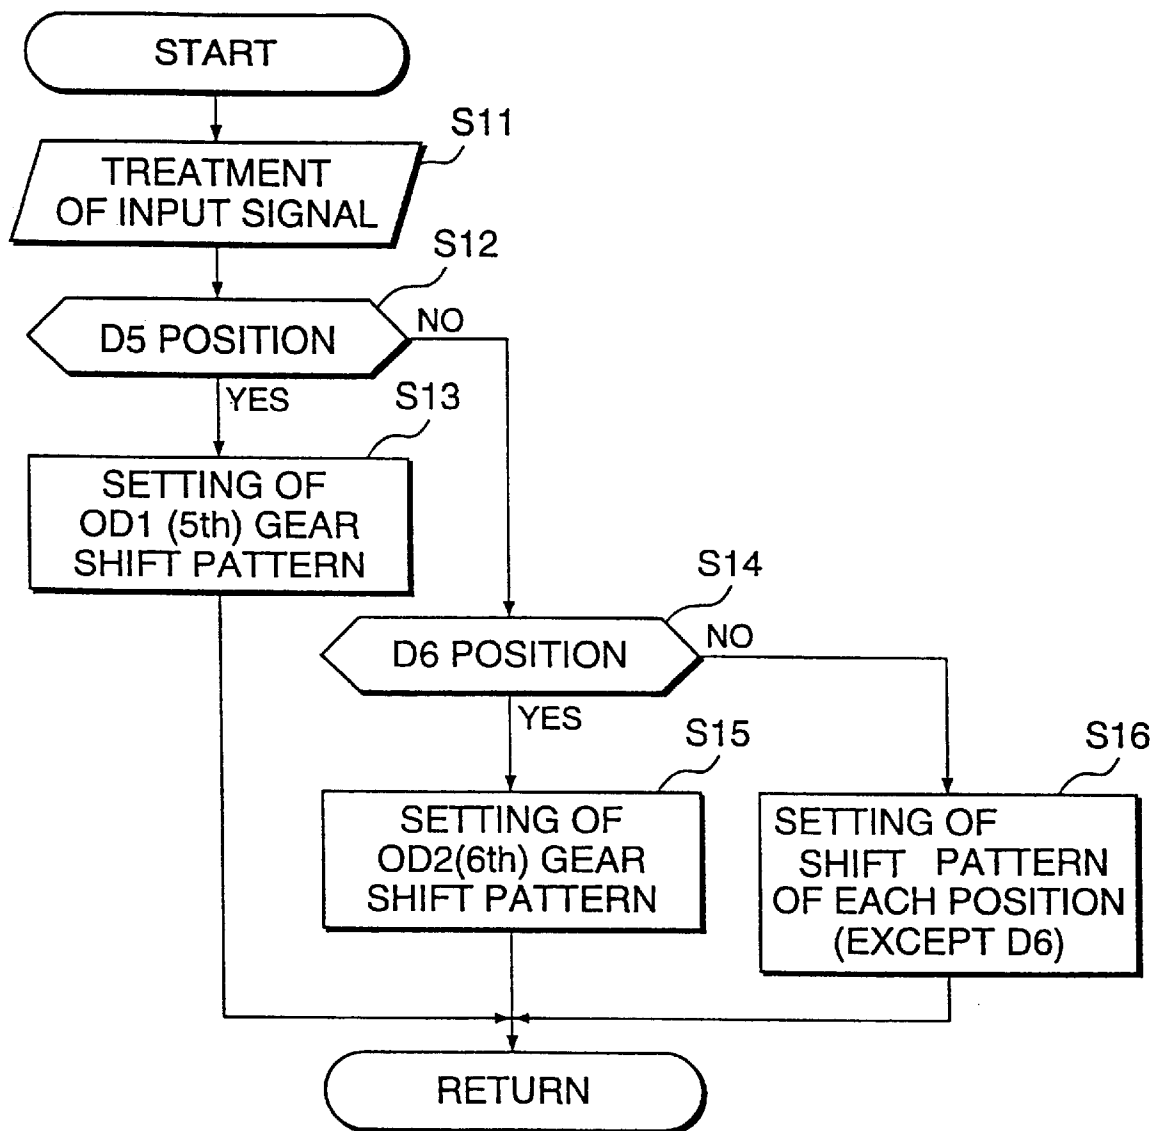 START
S11
TREATMENT
OF INPUT SIGNAL
S12
D5 POSITION
NO
YES
S13
SETTING OF
OD1 (5th) GEAR
SHIFT PATTERN
S14
D6 POSITION
NO
YES
S15
SETTING OF
OD2(6th) GEAR
SHIFT PATTERN
S16
SETTING OF
SHIFT PATTERN
OF EACH POSITION
(EXCEPT D6)
RETURN